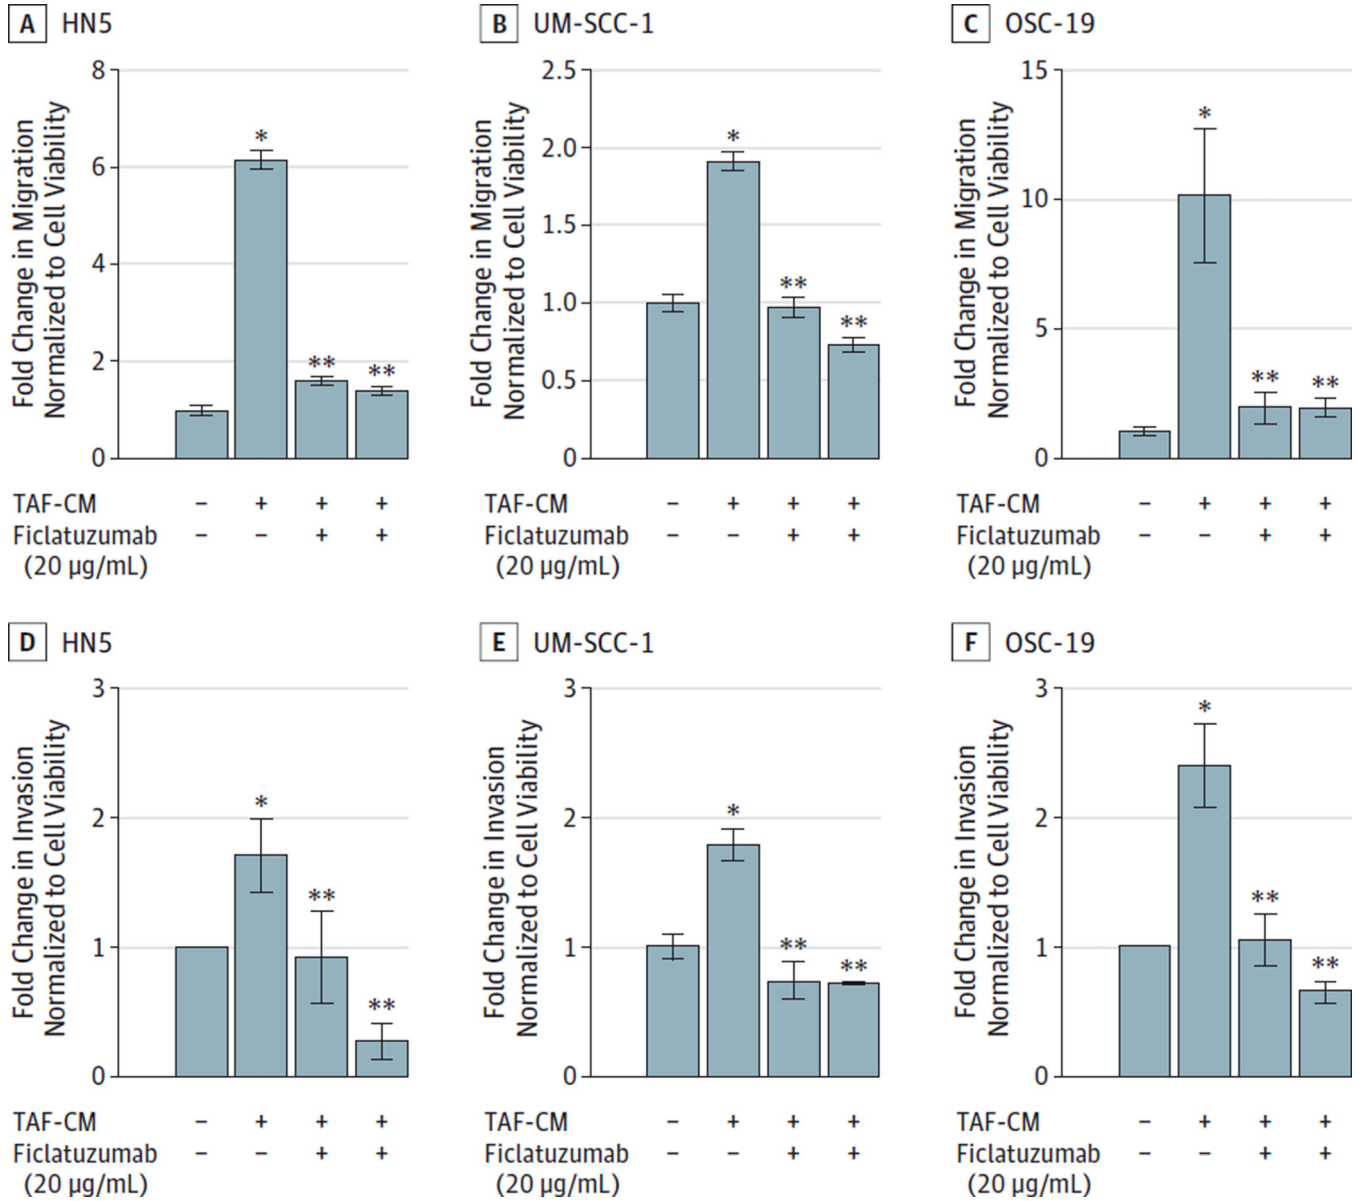 A HN5
Fold Change in Migration
Normalized to Cell Viability
8
6
4
2
0
*
**
**
TAF-CM − + + +
Ficlatuzumab − − + +
(20 µg/mL)
B UM-SCC-1
Fold Change in Migration
Normalized to Cell Viability
2.5
2.0
1.5
1.0
0.5
0
*
**
**
TAF-CM − + + +
Ficlatuzumab − − + +
(20 µg/mL)
C OSC-19
Fold Change in Migration
Normalized to Cell Viability
15
10
5
0
*
**
**
TAF-CM − + + +
Ficlatuzumab − − + +
(20 µg/mL)
D HN5
Fold Change in Invasion
Normalized to Cell Viability
3
2
1
0
*
**
**
TAF-CM − + + +
Ficlatuzumab − − + +
(20 µg/mL)
E UM-SCC-1
Fold Change in Invasion
Normalized to Cell Viability
3
2
1
0
*
**
**
TAF-CM − + + +
Ficlatuzumab − − + +
(20 µg/mL)
F OSC-19
Fold Change in Invasion
Normalized to Cell Viability
3
2
1
0
*
**
**
TAF-CM − + + +
Ficlatuzumab − − + +
(20 µg/mL)